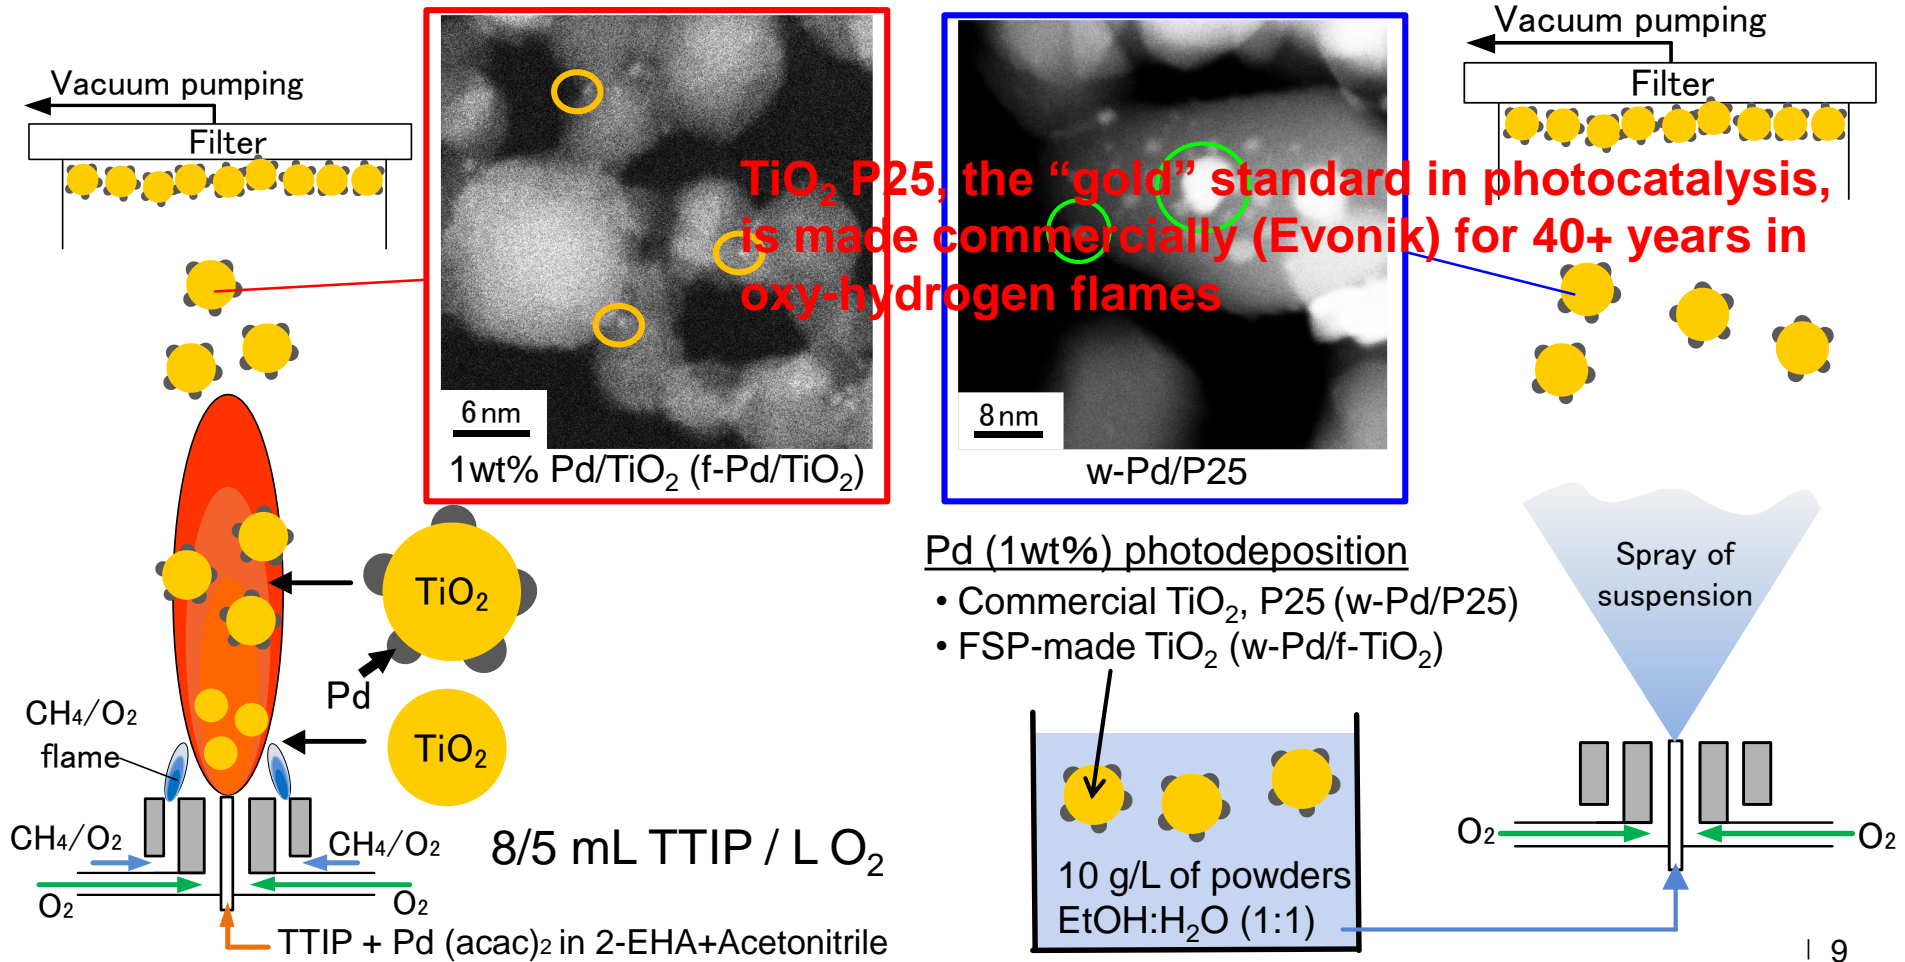 Vacuum pumping
Filter
6 nm
1wt% Pd/TiO₂ (f-Pd/TiO₂)
8 nm
w-Pd/P25
Vacuum pumping
Filter
TiO₂ P25, the “gold” standard in photocatalysis,
is made commercially (Evonik) for 40+ years in
oxy-hydrogen flames
TiO₂
Pd
TiO₂
CH₄/O₂
flame
CH₄/O₂
CH₄/O₂
O₂
O₂
8/5 mL TTIP / L O₂
TTIP + Pd (acac)₂ in 2-EHA+Acetonitrile
Pd (1wt%) photodeposition
• Commercial TiO₂, P25 (w-Pd/P25)
• FSP-made TiO₂ (w-Pd/f-TiO₂)
10 g/L of powders
EtOH:H₂O (1:1)
Spray of
suspension
O₂
O₂
| 9